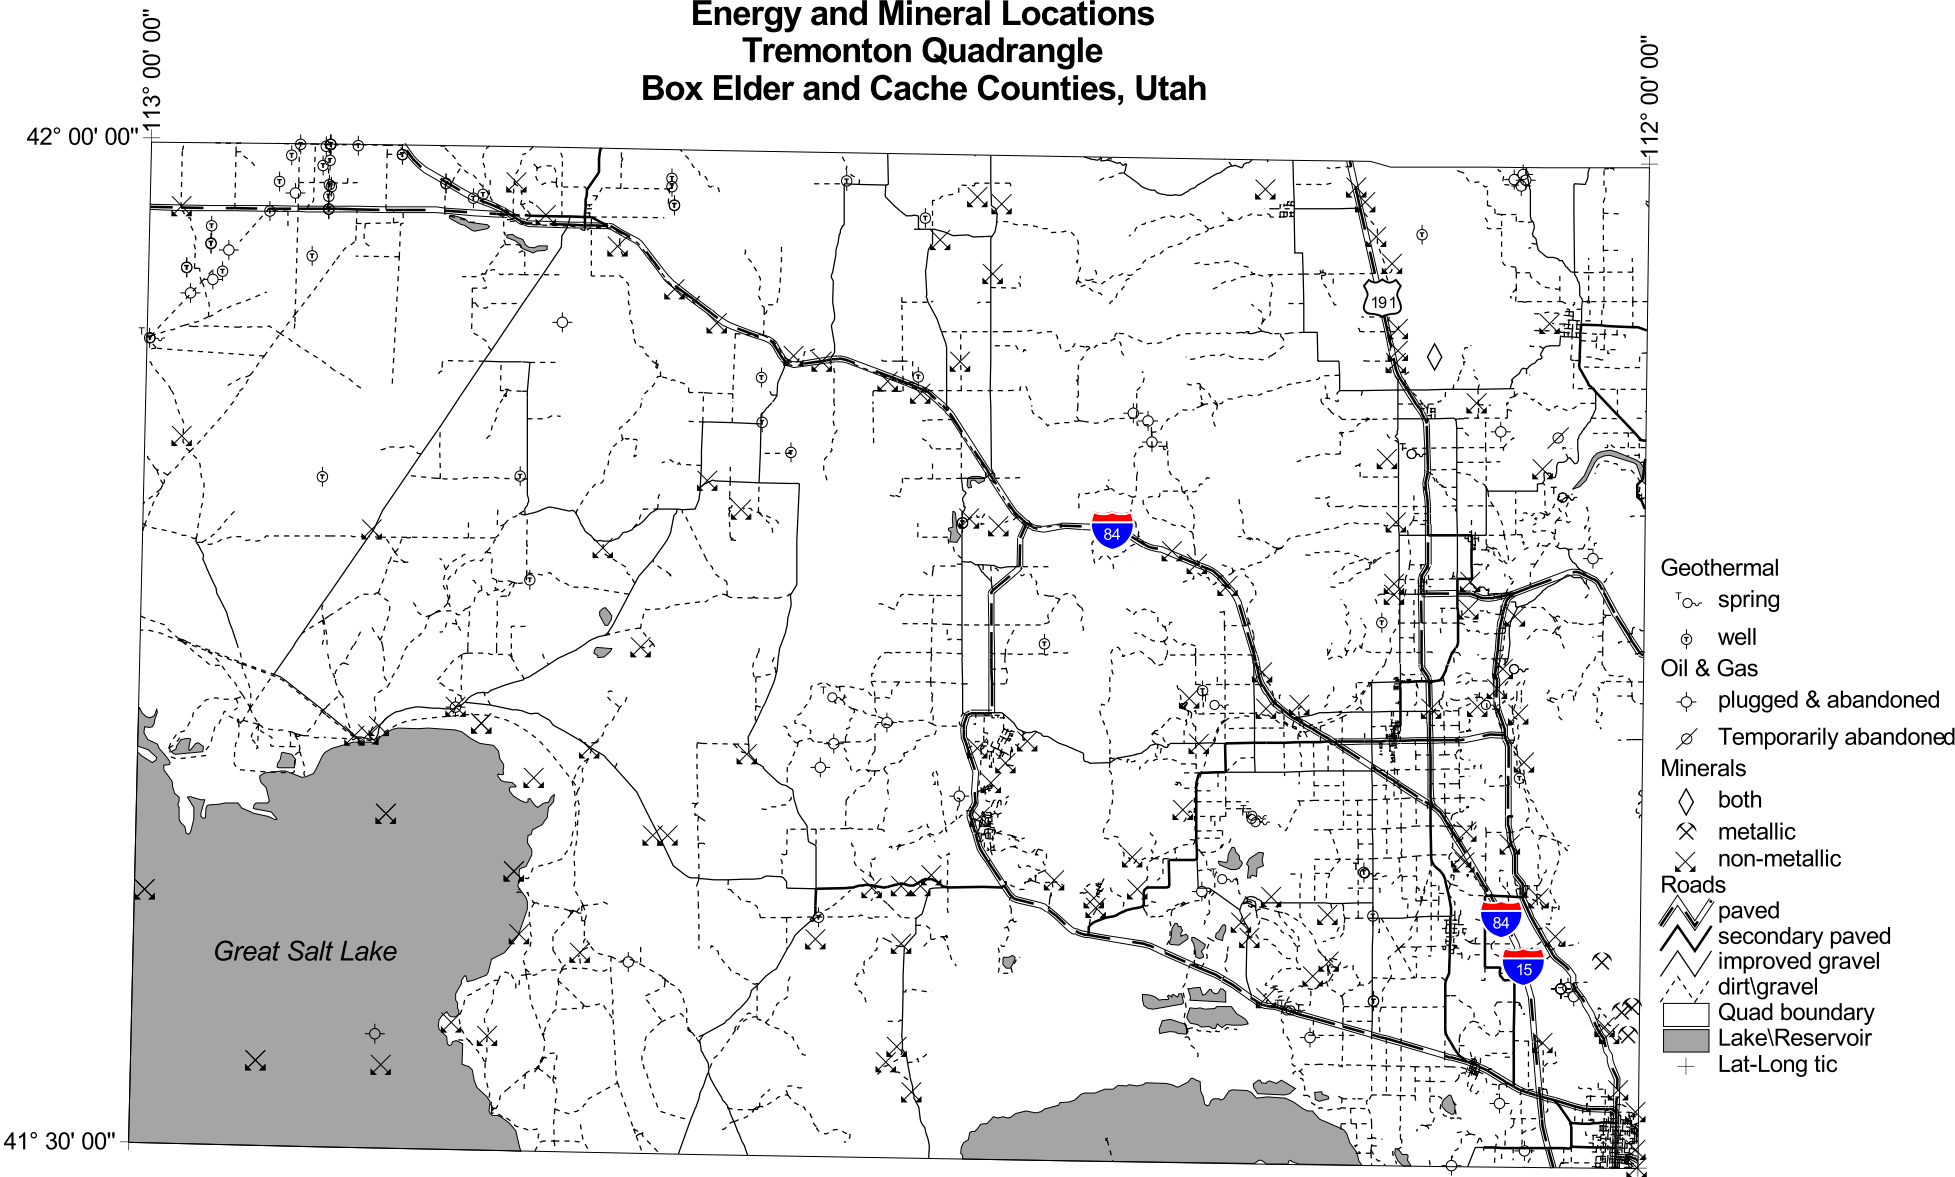 Energy and Mineral Locations
Tremonton Quadrangle
Box Elder and Cache Counties, Utah
113° 00' 00"
112° 00' 00"
42° 00' 00"
191
84
84
15
Great Salt Lake
41° 30' 00"
Geothermal
T spring
T well
Oil & Gas
plugged & abandoned
Temporarily abandoned
Minerals
both
metallic
non-metallic
Roads
paved
secondary paved
improved gravel
dirt\gravel
Quad boundary
Lake\Reservoir
Lat-Long tic